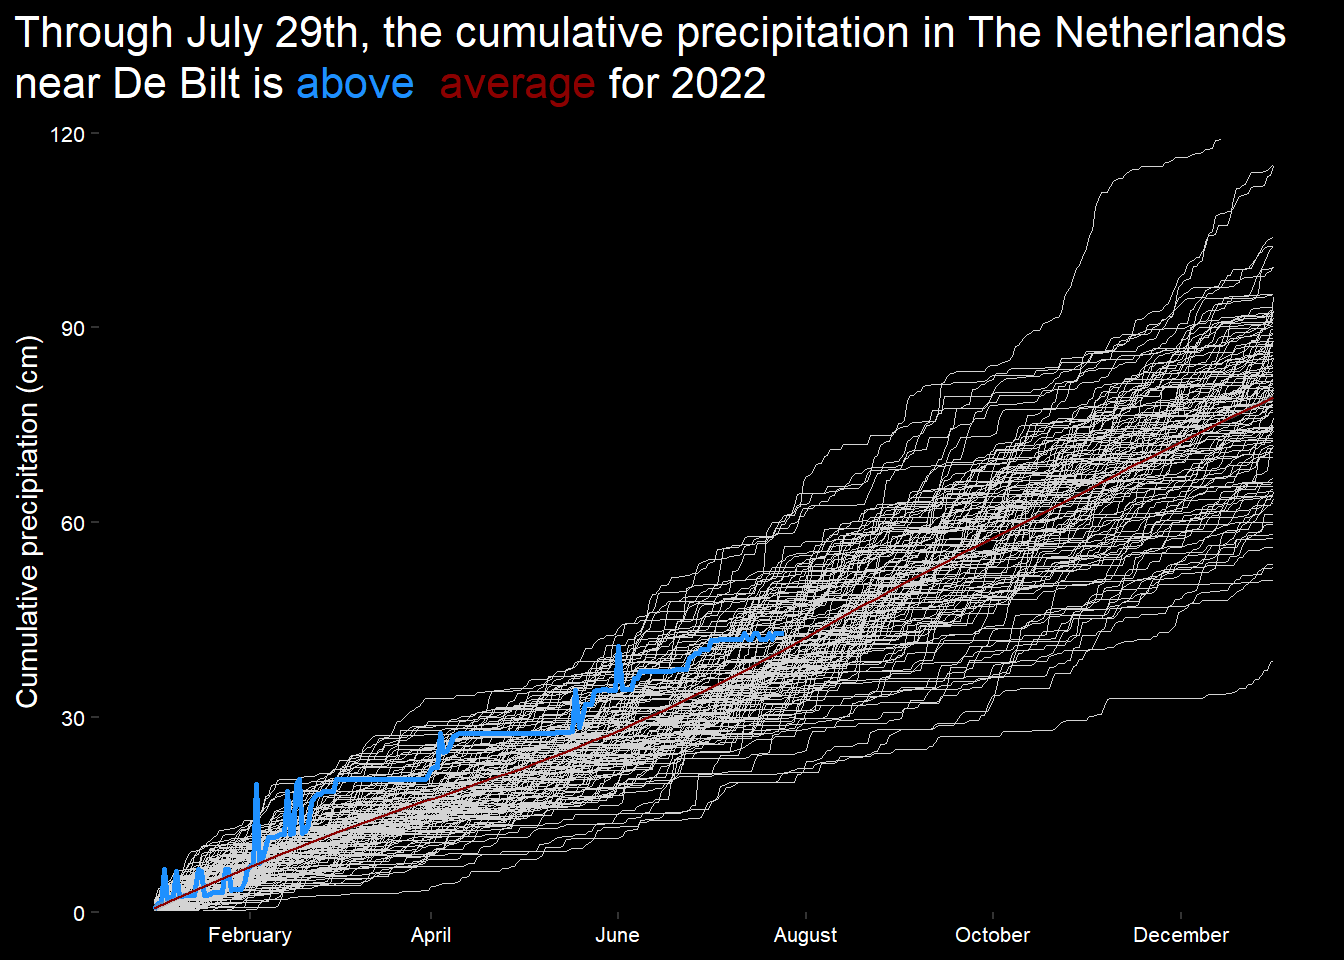 Through July 29th, the cumulative precipitation in The Netherlands
near De Bilt is above average for 2022
120
90
60
30
0
Cumulative precipitation (cm)
February April June August October December